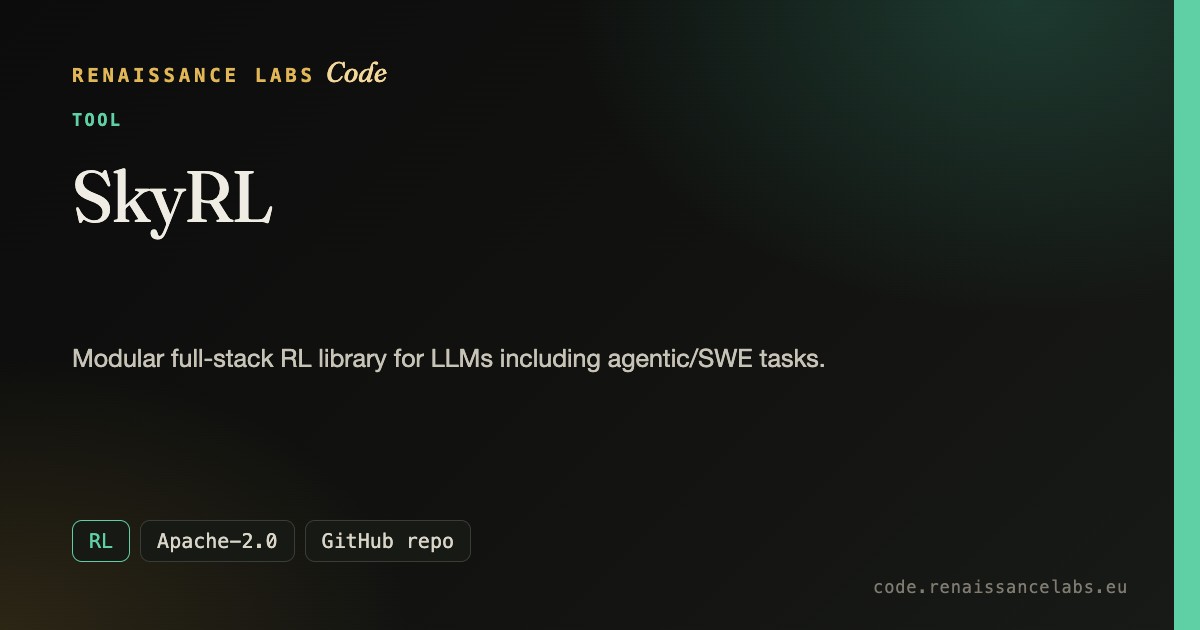 RENAISSANCE LABS Code
TOOL
SkyRL
Modular full-stack RL library for LLMs including agentic/SWE tasks.
RL Apache-2.0 GitHub repo
code.renaissancelabs.eu